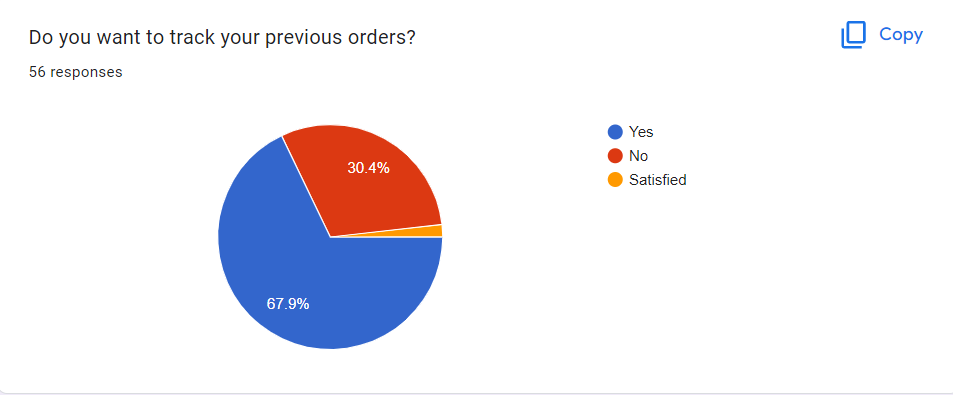 Do you want to track your previous orders?
Copy
56 responses
Yes
No
Satisfied
30.4%
67.9%